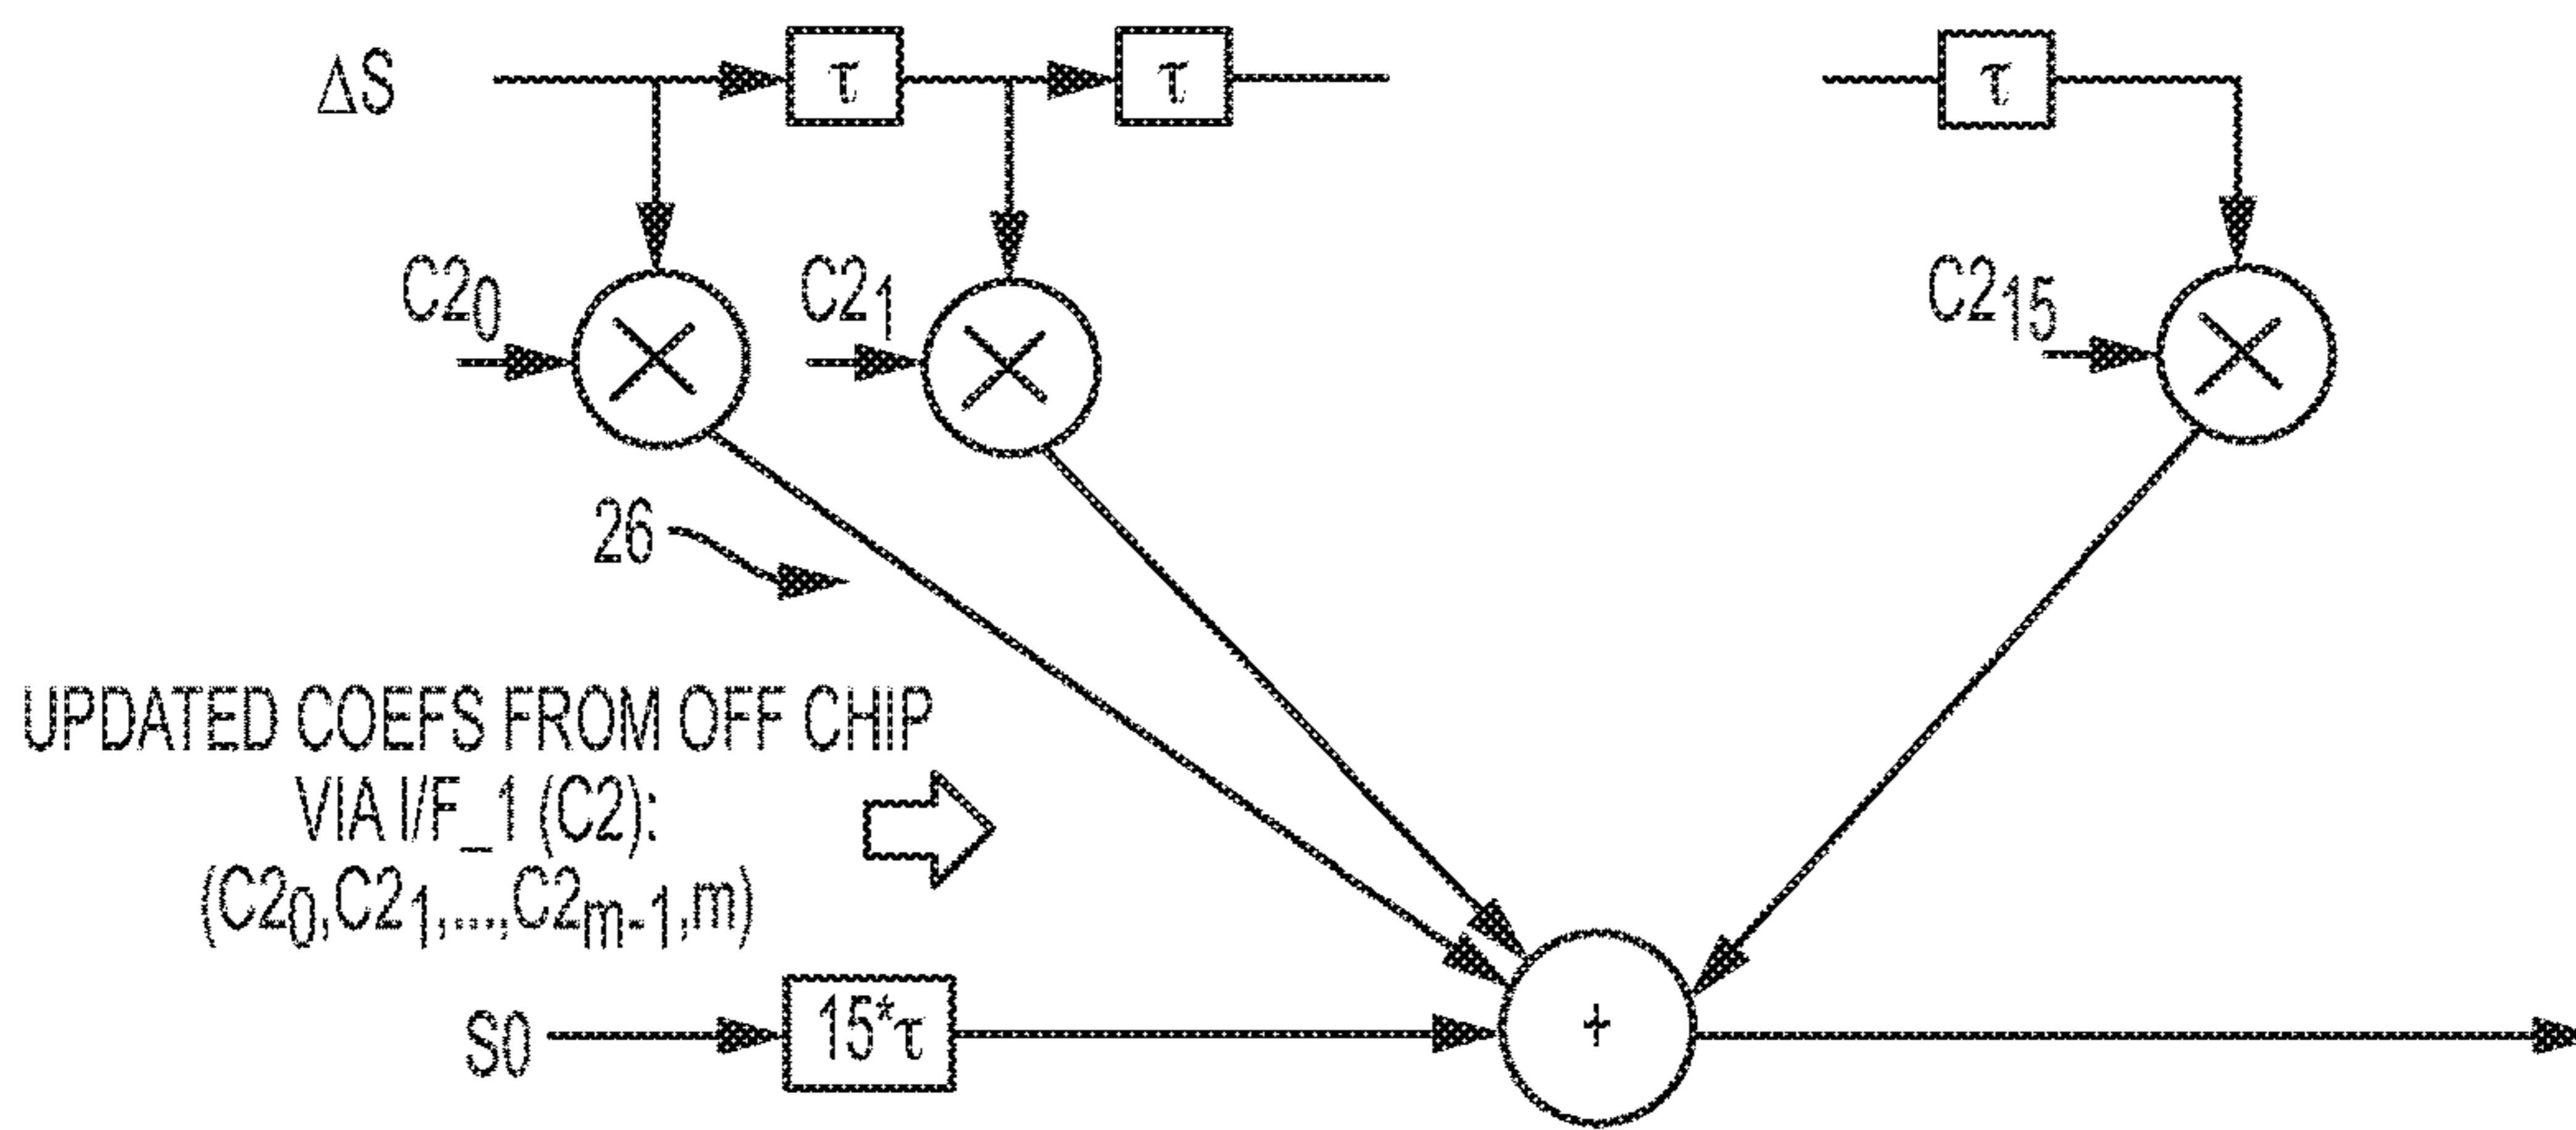 ΔS
τ
τ
τ
C2₀
C2₁
C2₁₅
×
×
×
26
UPDATED COEFS FROM OFF CHIP
VIA I/F_1 (C2):
(C2₀,C2₁,...,C2ₘ₋₁,m)
S0
15*τ
+